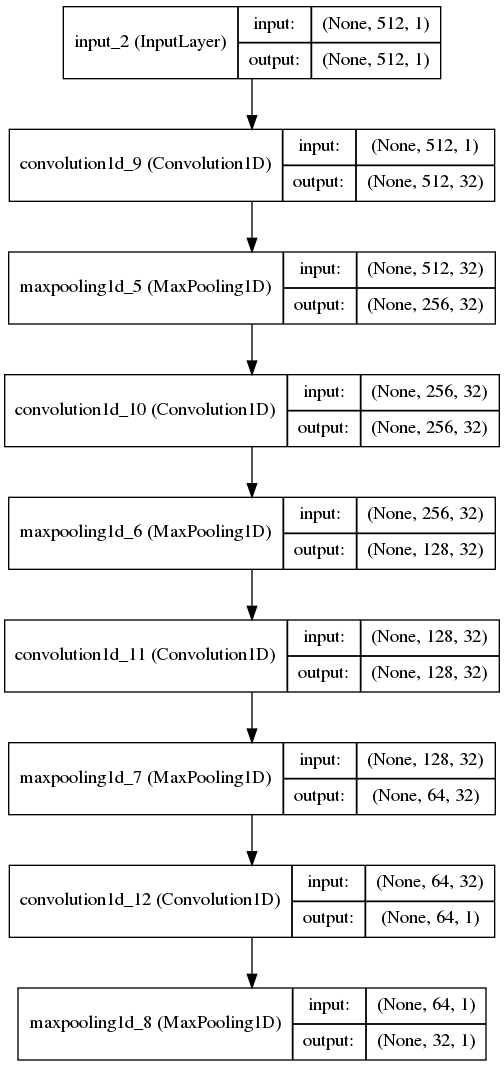 input_2 (InputLayer)
input: (None, 512, 1)
output: (None, 512, 1)
convolution1d_9 (Convolution1D)
input: (None, 512, 1)
output: (None, 512, 32)
maxpooling1d_5 (MaxPooling1D)
input: (None, 512, 32)
output: (None, 256, 32)
convolution1d_10 (Convolution1D)
input: (None, 256, 32)
output: (None, 256, 32)
maxpooling1d_6 (MaxPooling1D)
input: (None, 256, 32)
output: (None, 128, 32)
convolution1d_11 (Convolution1D)
input: (None, 128, 32)
output: (None, 128, 32)
maxpooling1d_7 (MaxPooling1D)
input: (None, 128, 32)
output: (None, 64, 32)
convolution1d_12 (Convolution1D)
input: (None, 64, 32)
output: (None, 64, 1)
maxpooling1d_8 (MaxPooling1D)
input: (None, 64, 1)
output: (None, 32, 1)